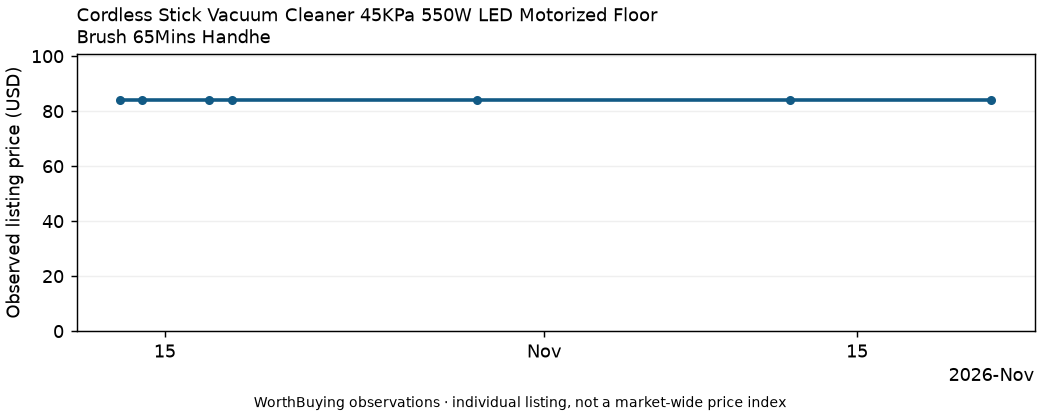 Cordless Stick Vacuum Cleaner 45KPa 550W LED Motorized Floor
Brush 65Mins Handhe
Observed listing price (USD)
100
80
60
40
20
0
15
Nov
15
2026-Nov
WorthBuying observations · individual listing, not a market-wide price index